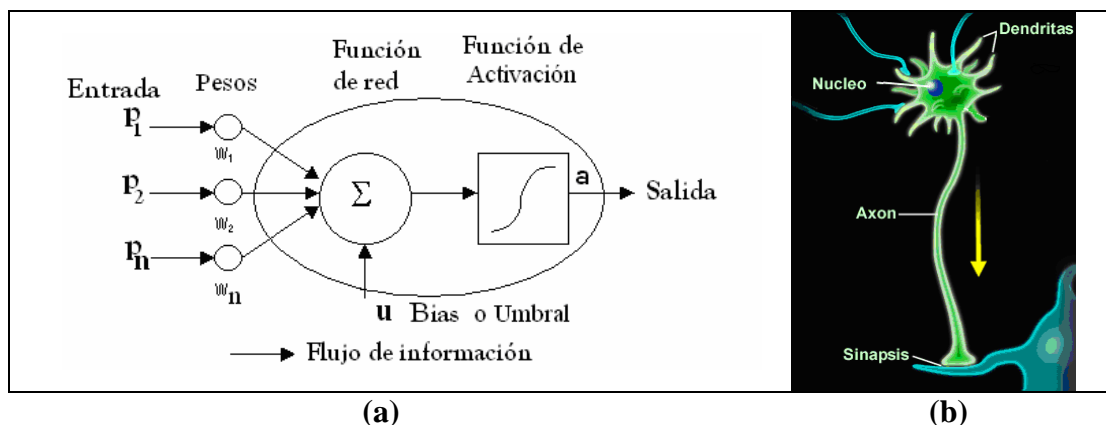 Función de red
Función de Activación
Entrada
Pesos
p1
w1
p2
w2
pn
wn
Σ
a
Salida
u Bias o Umbral
Flujo de información
(a)
Dendritas
Nucleo
Axon
Sinapsis
(b)